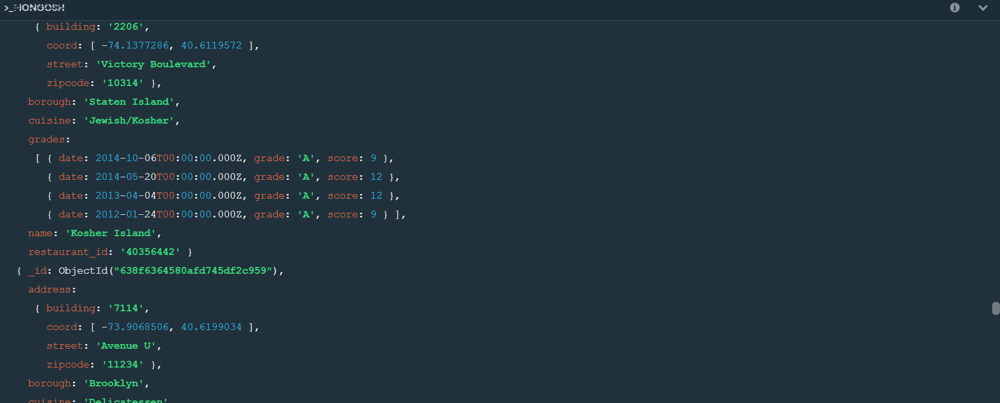 >_MONGOSH
{ building: '2206',
coord: [ -74.1377286, 40.6119572 ],
street: 'Victory Boulevard',
zipcode: '10314' },
borough: 'Staten Island',
cuisine: 'Jewish/Kosher',
grades:
[ { date: 2014-10-06T00:00:00.000Z, grade: 'A', score: 9 },
{ date: 2014-05-20T00:00:00.000Z, grade: 'A', score: 12 },
{ date: 2013-04-04T00:00:00.000Z, grade: 'A', score: 12 },
{ date: 2012-01-24T00:00:00.000Z, grade: 'A', score: 9 } ],
name: 'Kosher Island',
restaurant_id: '40356442' }
{ _id: ObjectId("638f6364580afd745df2c959"),
address:
{ building: '7114',
coord: [ -73.9068506, 40.6199034 ],
street: 'Avenue U',
zipcode: '11234' },
borough: 'Brooklyn',
cuisine: 'Delicatessen'